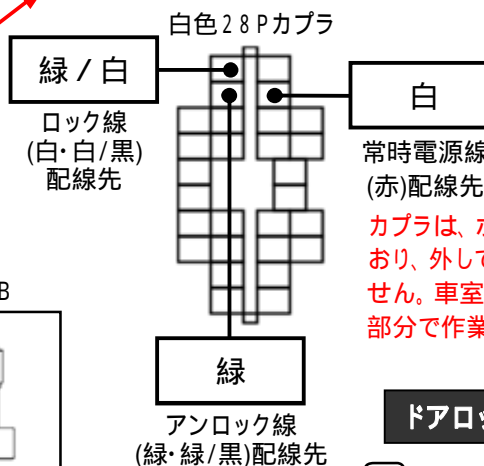 白色28Pカプラ
緑/白
ロック線
(白・白/黒)
配線先
白
常時電源線
(赤)配線先
カプラは、
おり、外して
せん。車室
部分で作業
B
緑
アンロック線
(緑・緑/黒)配線先
ドアロッ